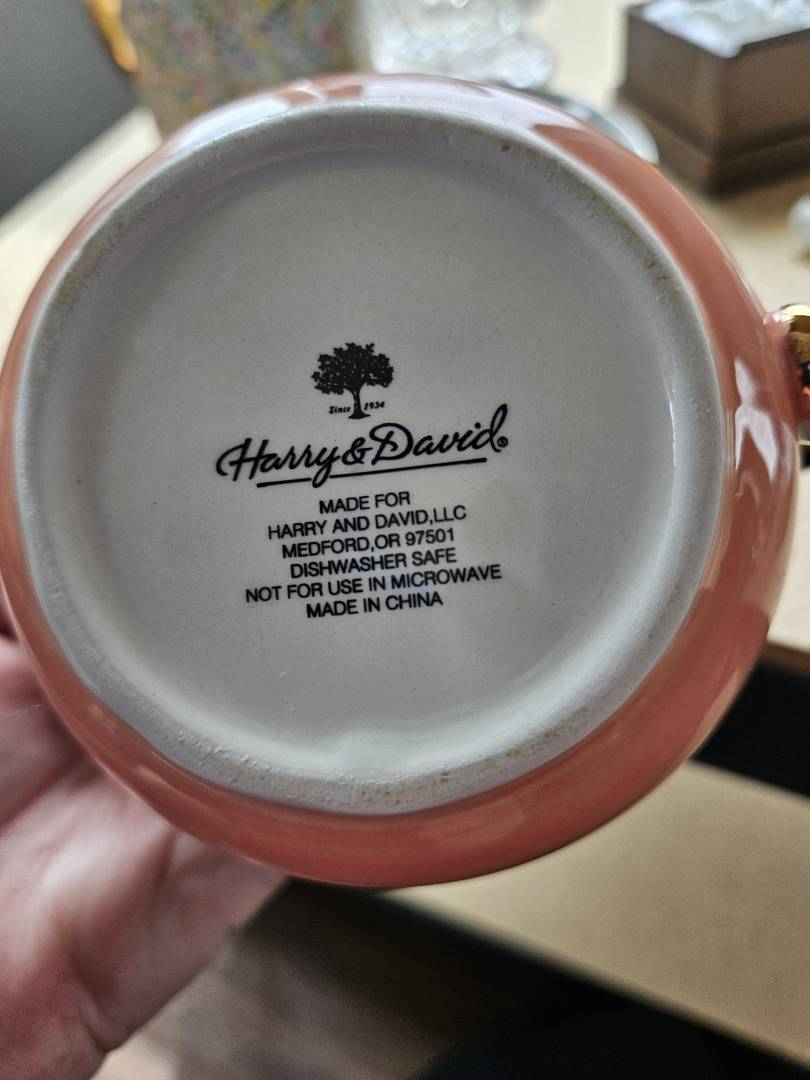 Since 1934
Harry&David®
MADE FOR
HARRY AND DAVID,LLC
MEDFORD,OR 97501
DISHWASHER SAFE
NOT FOR USE IN MICROWAVE
MADE IN CHINA